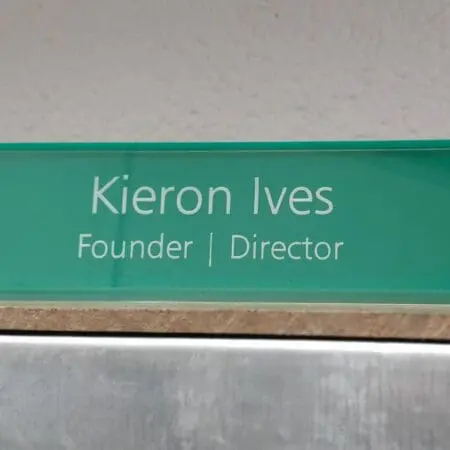 Kieron Ives
Founder | Director